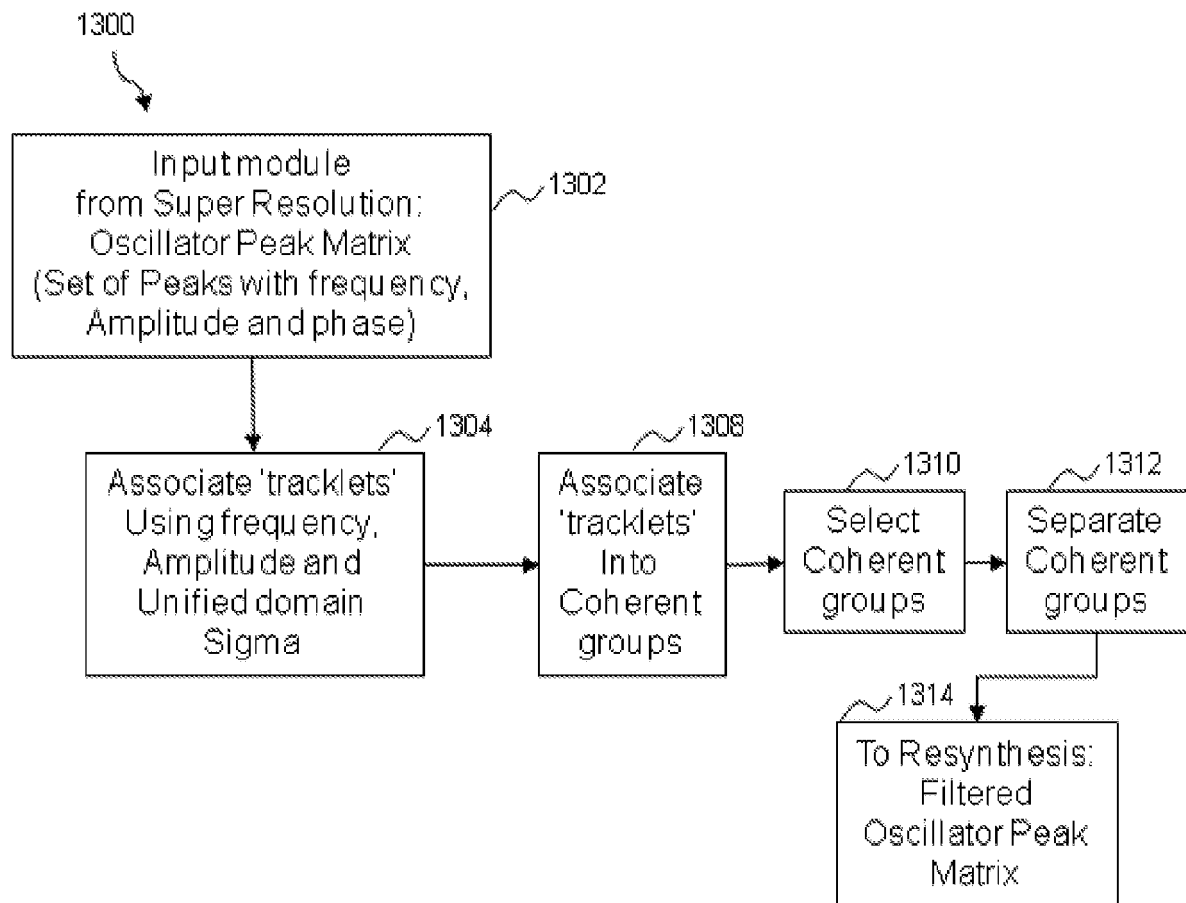 1300
Input module
from Super Resolution:
Oscillator Peak Matrix
(Set of Peaks with frequency,
Amplitude and phase)
1302
1304
Associate 'tracklets'
Using frequency,
Amplitude and
Unified domain
Sigma
1308
Associate
'tracklets'
Into
Coherent
groups
1310
Select
Coherent
groups
1312
Separate
Coherent
groups
1314
To Resynthesis:
Filtered
Oscillator Peak
Matrix